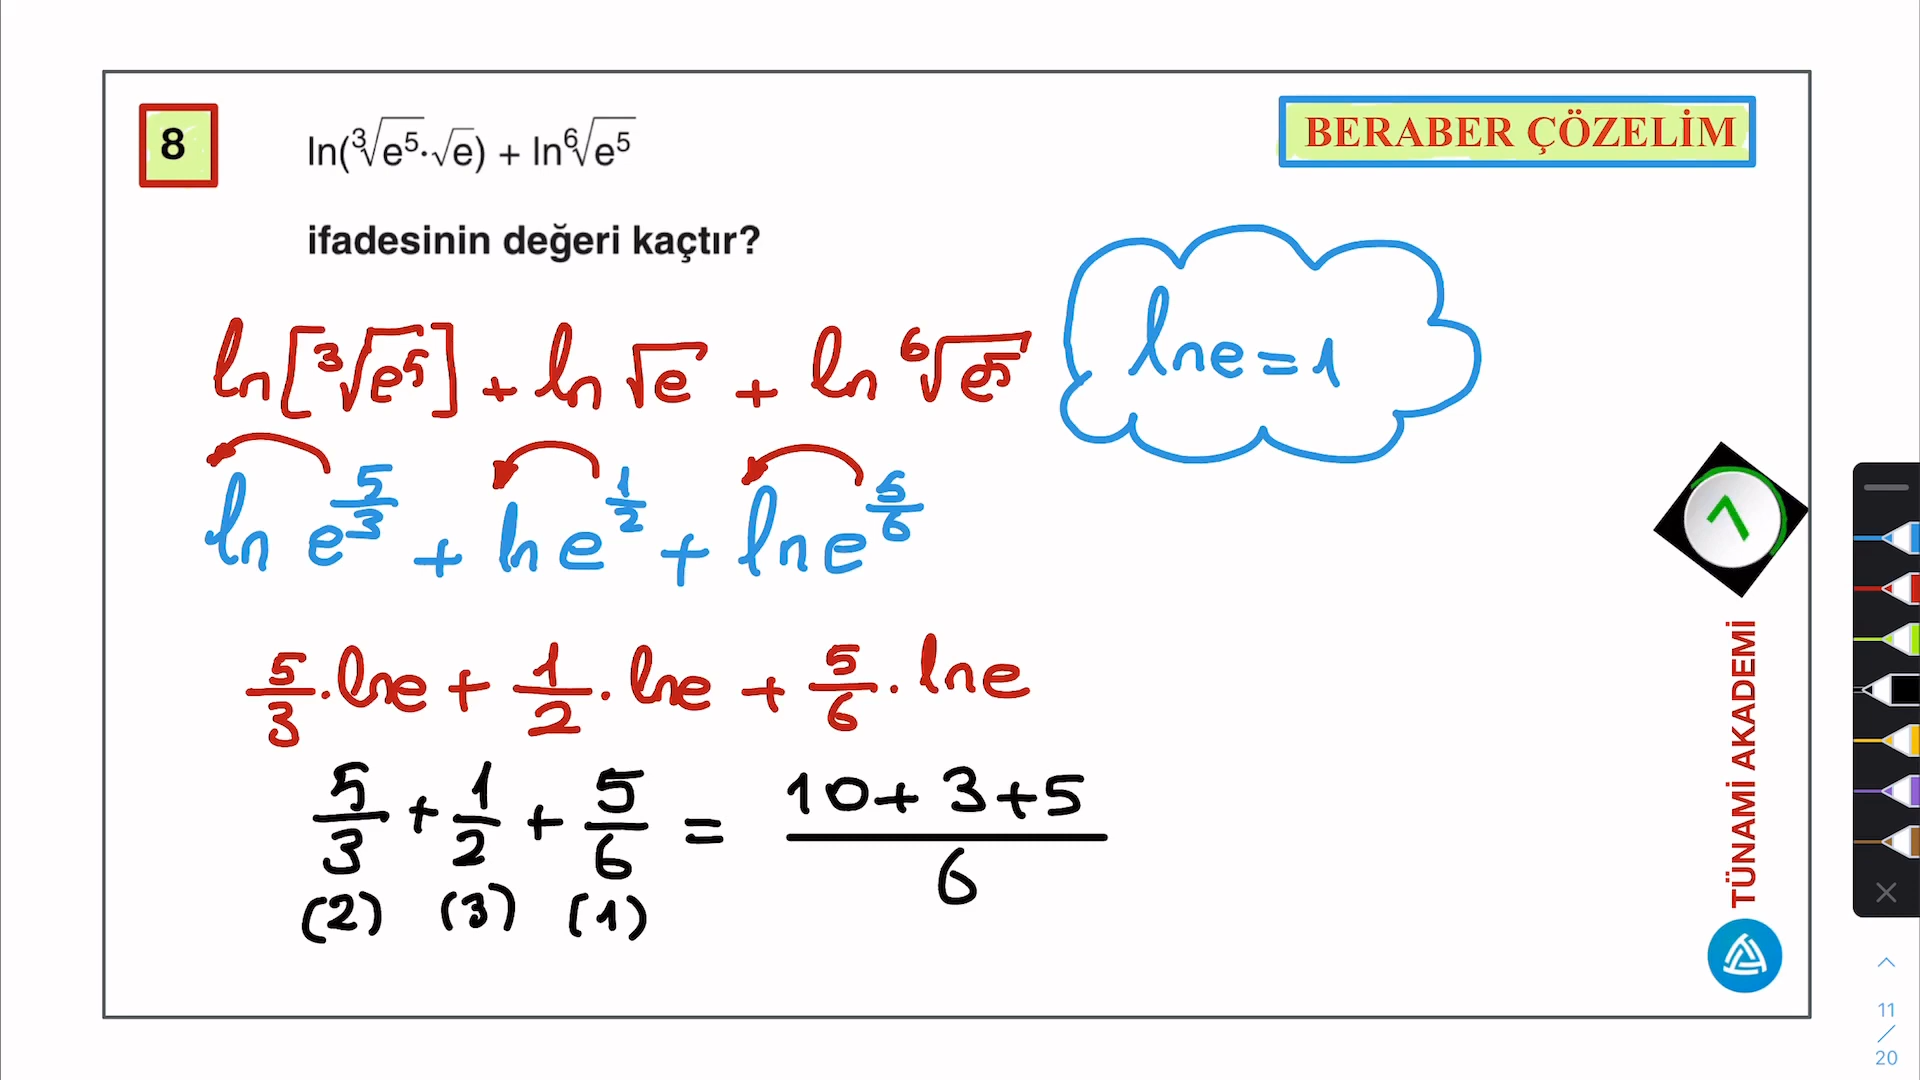 8
ln(³√e⁵·√e) + ln⁶√e⁵
BERABER ÇÖZELİM
ifadesinin değeri kaçtır?
ln[³√e⁵] + ln √e + ln ⁶√e⁵
ln e = 1
ln e^(5/3) + ln e^(1/2) + ln e^(5/6)
5/3 · ln e + 1/2 · ln e + 5/6 · ln e
5/3 + 1/2 + 5/6 = (10 + 3 + 5)/6
(2) (3) (1)
TÜNAMİ AKADEMİ
11
/
20